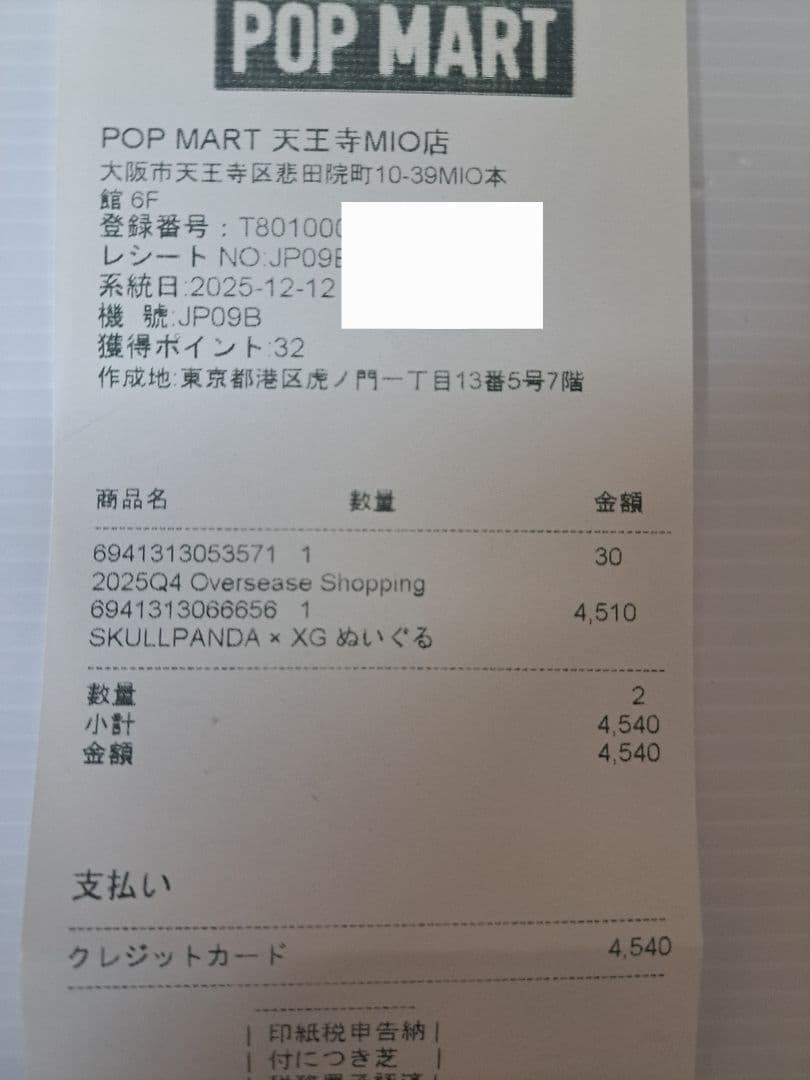 POP MART
POP MART 天王寺MIO店
大阪市天王寺区悲田院町10-39MIO本
館 6F
登録番号：T801000
レシート NO:JP09B
系統日:2025-12-12
機 號:JP09B
獲得ポイント:32
作成地:東京都港区虎ノ門一丁目13番5号7階
商品名 数量 金額
6941313053571 1 30
2025Q4 Oversease Shopping
6941313066656 1 4,510
SKULLPANDA × XG ぬいぐる
数量 2
小計 4,540
金額 4,540
支払い
クレジットカード 4,540
| 印紙税申告納 |
| 付につき芝 |